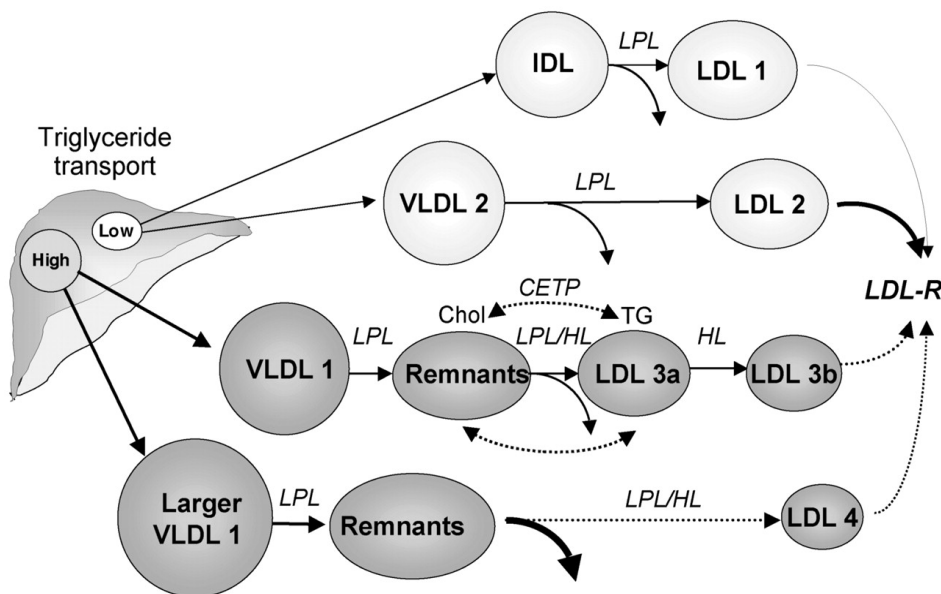 IDL
LPL
LDL 1
Triglyceride
transport
VLDL 2
LPL
LDL 2
Low
High
LDL-R
CETP
Chol
TG
VLDL 1
LPL
Remnants
LPL/HL
LDL 3a
HL
LDL 3b
Larger
VLDL 1
LPL
Remnants
LPL/HL
LDL 4